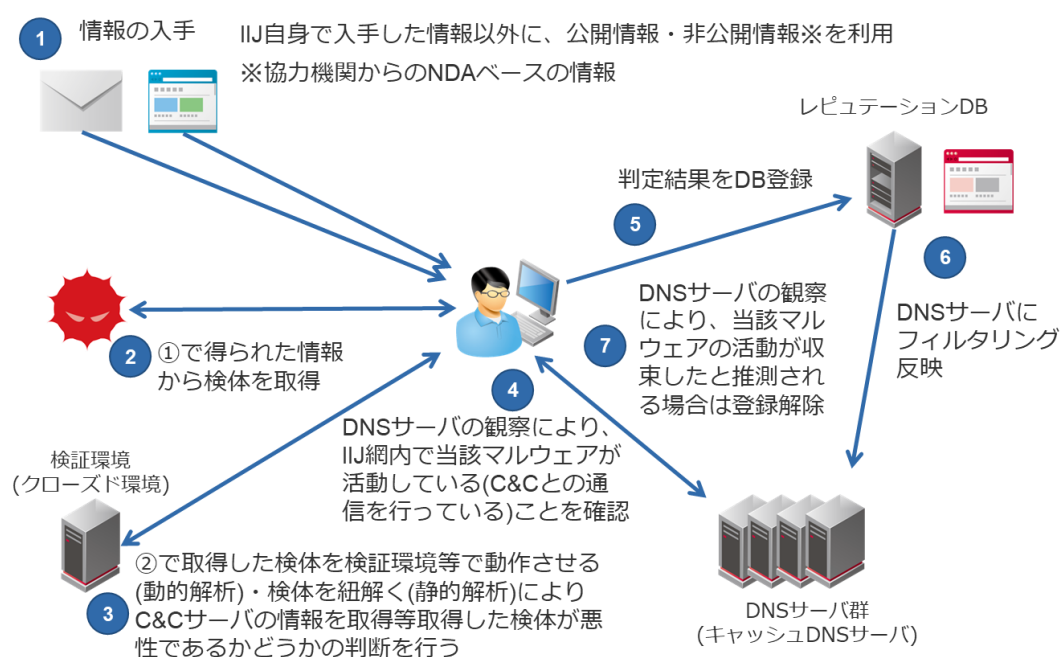 1
情報の入手
IIJ自身で入手した情報以外に、公開情報・非公開情報※を利用
※協力機関からのNDAベースの情報
レピュテーションDB
判定結果をDB登録
5
6
DNSサーバに
フィルタリング
反映
2
①で得られた情報
から検体を取得
7
DNSサーバの観察
により、当該マル
ウェアの活動が収
束したと推測され
る場合は登録解除
4
DNSサーバの観察により、
IIJ網内で当該マルウェアが
活動している(C&Cとの通
信を行っている)ことを確認
検証環境
(クローズド環境)
3
②で取得した検体を検証環境等で動作させる
(動的解析)・検体を紐解く(静的解析)により
C&Cサーバの情報を取得等取得した検体が悪
性であるかどうかの判断を行う
DNSサーバ群
(キャッシュDNSサーバ)